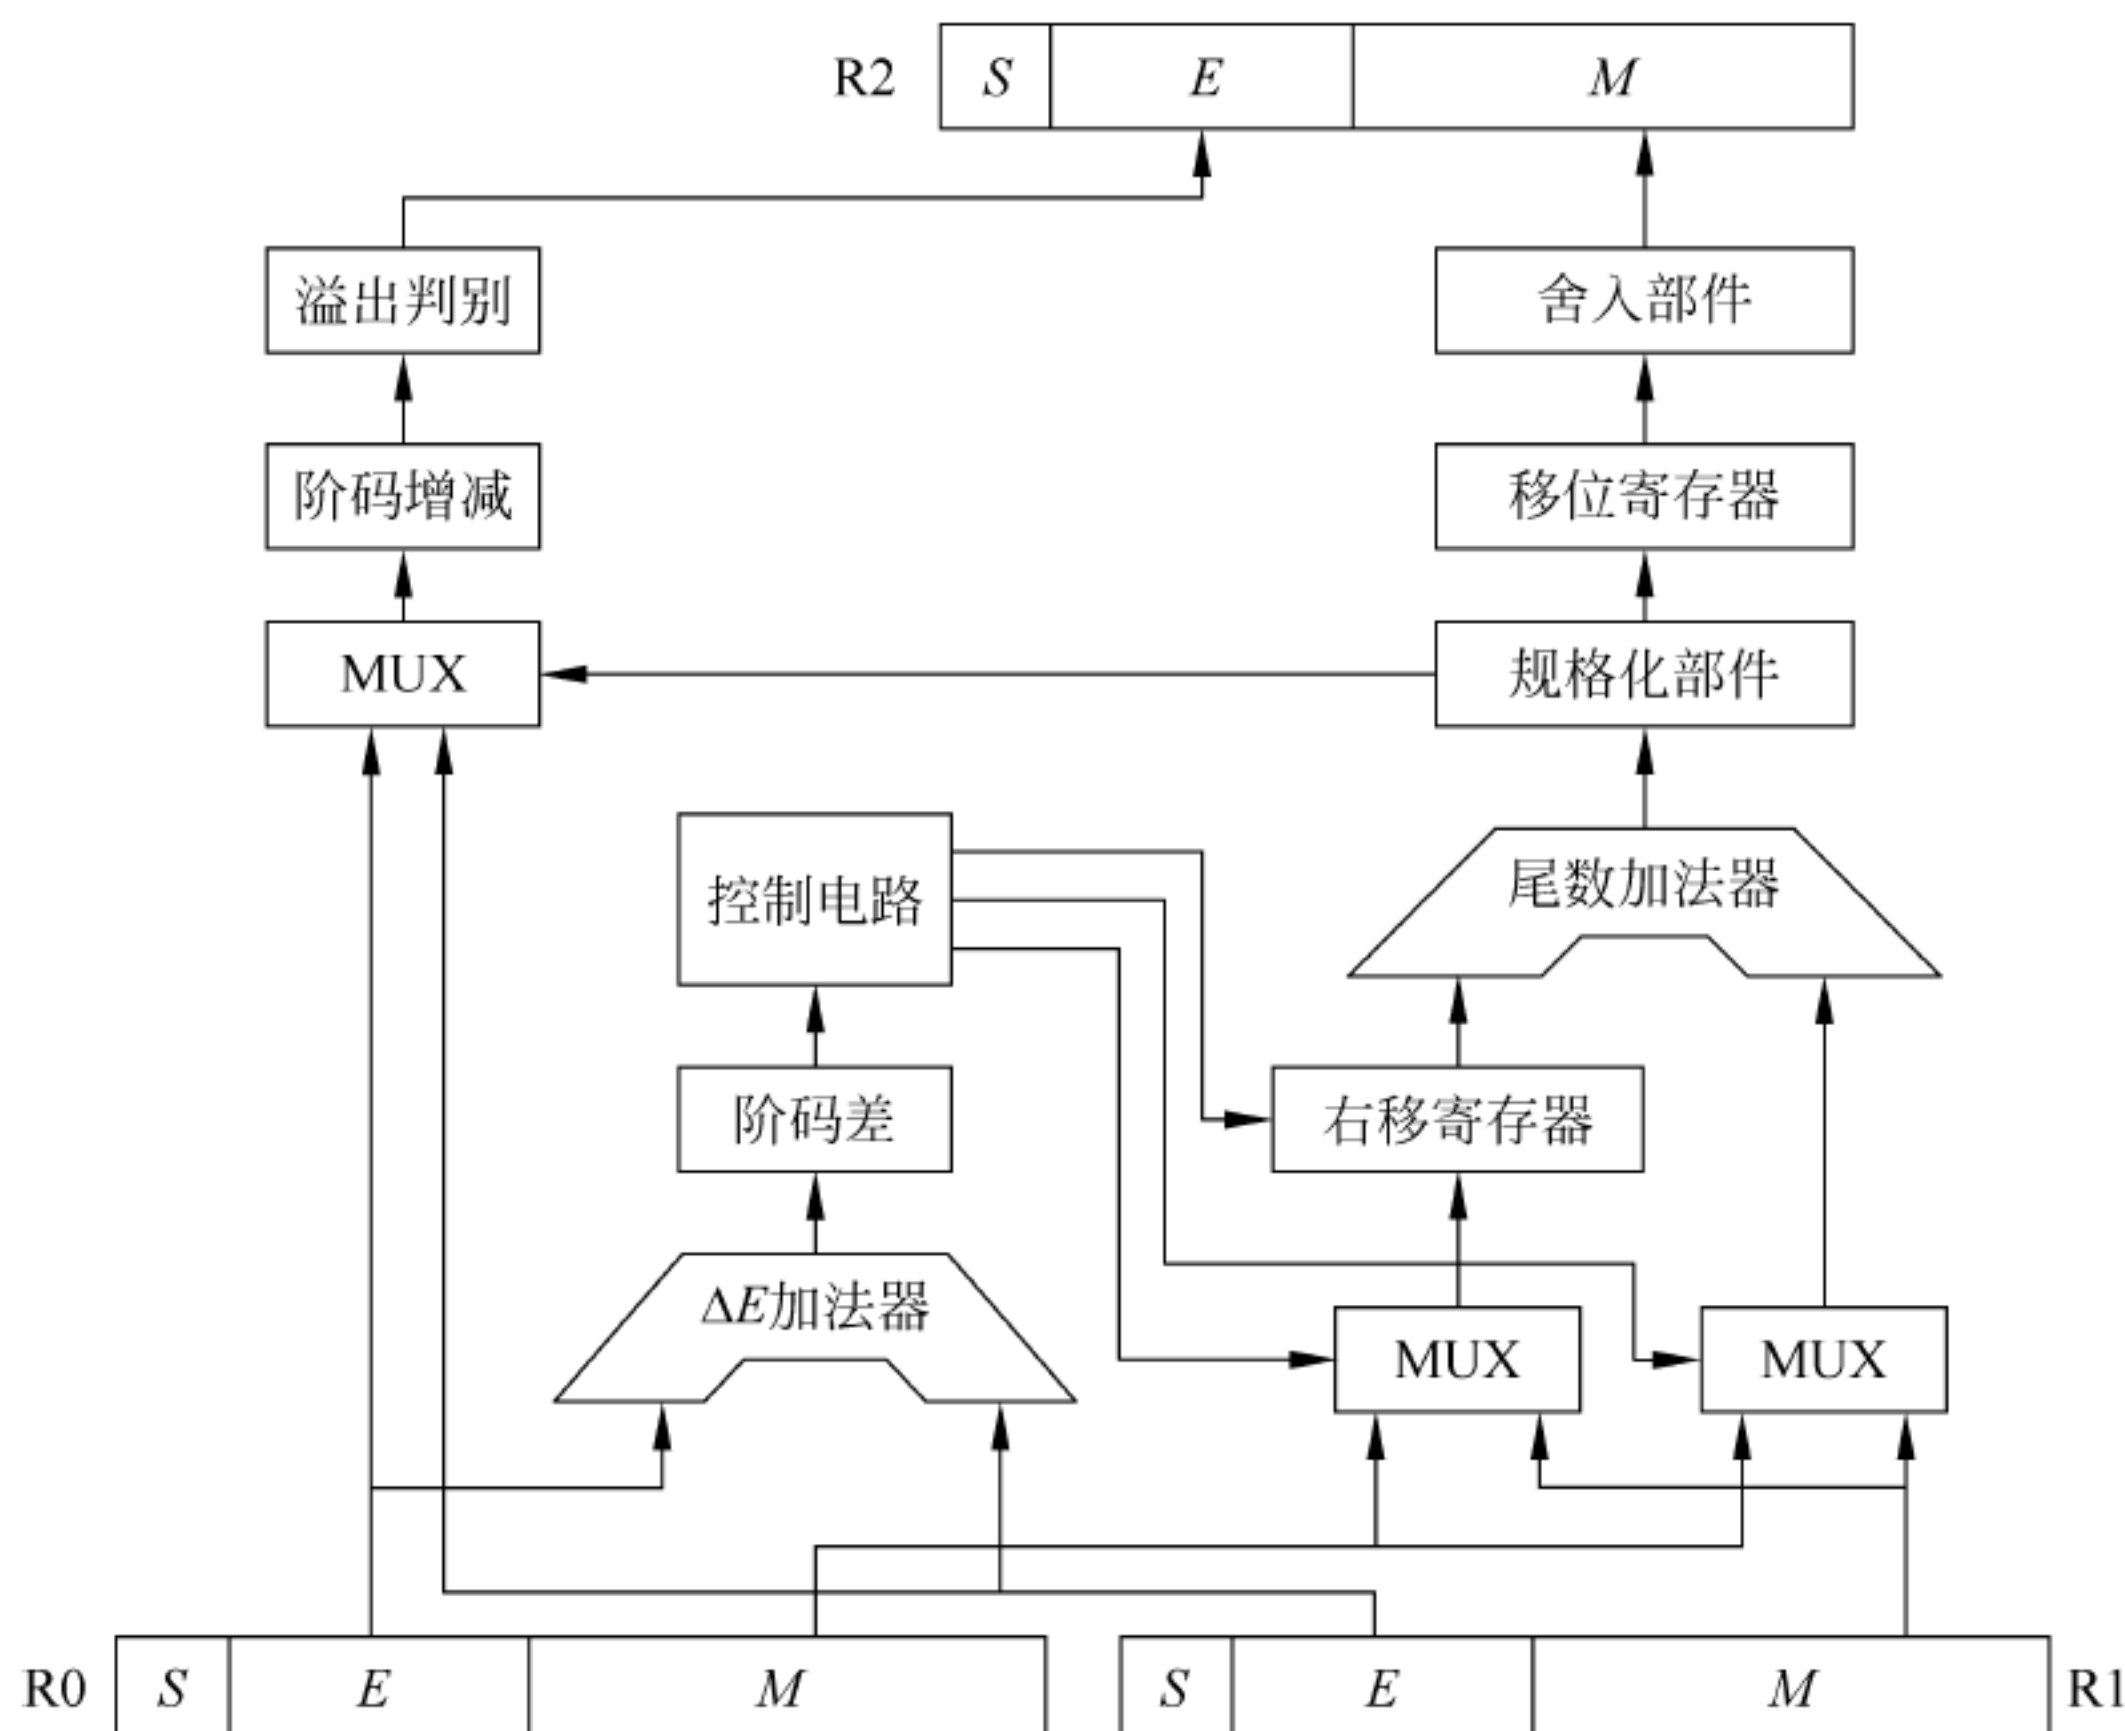 R2 S E M
溢出判别
舍入部件
阶码增减
移位寄存器
MUX
规格化部件
控制电路
尾数加法器
阶码差
右移寄存器
ΔE加法器
MUX
MUX
R0 S E M
S E M R1